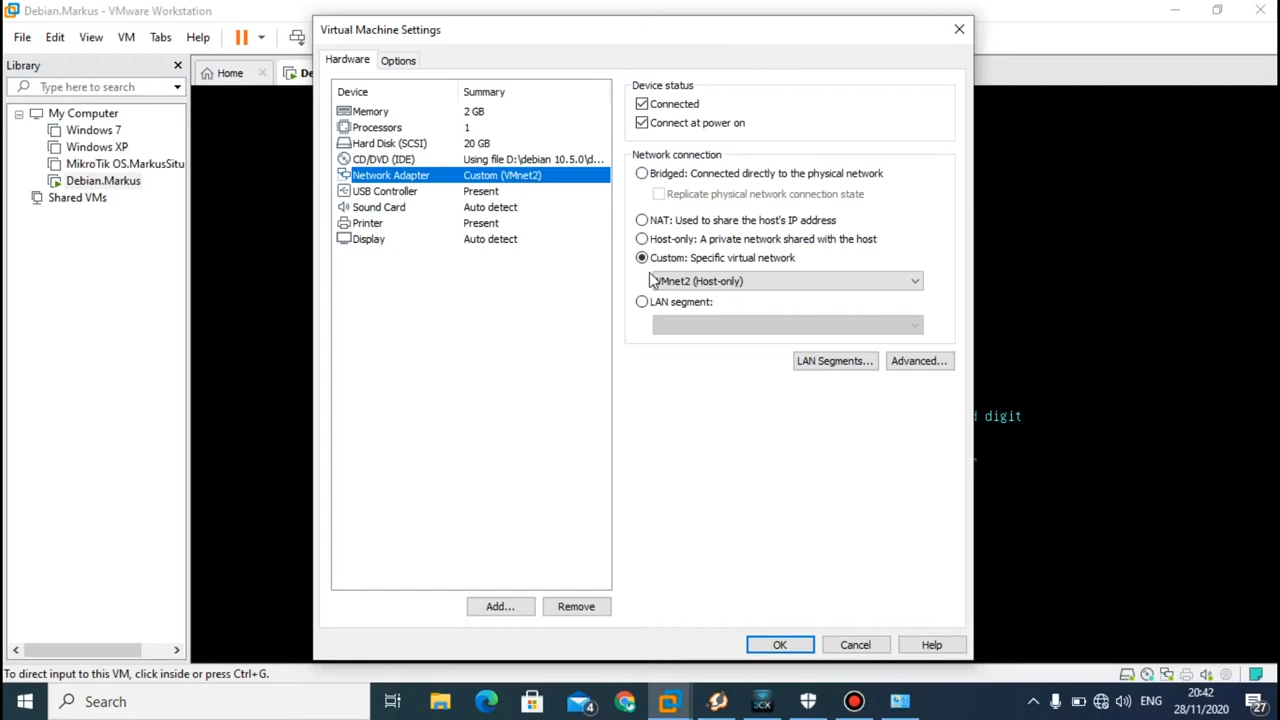 Debian.Markus - VMware Workstation
File Edit View VM Tabs Help
Library
Type here to search
My Computer
Windows 7
Windows XP
MikroTik OS.MarkusSitu
Debian.Markus
Shared VMs
Home
De
Virtual Machine Settings
Hardware Options
Device Summary
Memory 2 GB
Processors 1
Hard Disk (SCSI) 20 GB
CD/DVD (IDE) Using file D:\debian 10.5.0\d...
Network Adapter Custom (VMnet2)
USB Controller Present
Sound Card Auto detect
Printer Present
Display Auto detect
Add... Remove
Device status
Connected
Connect at power on
Network connection
Bridged: Connected directly to the physical network
Replicate physical network connection state
NAT: Used to share the host's IP address
Host-only: A private network shared with the host
Custom: Specific virtual network
VMnet2 (Host-only)
LAN segment:
LAN Segments... Advanced...
OK Cancel Help
digit
To direct input to this VM, click inside or press Ctrl+G.
Search
4
3CX
ENG
20:42
28/11/2020
27